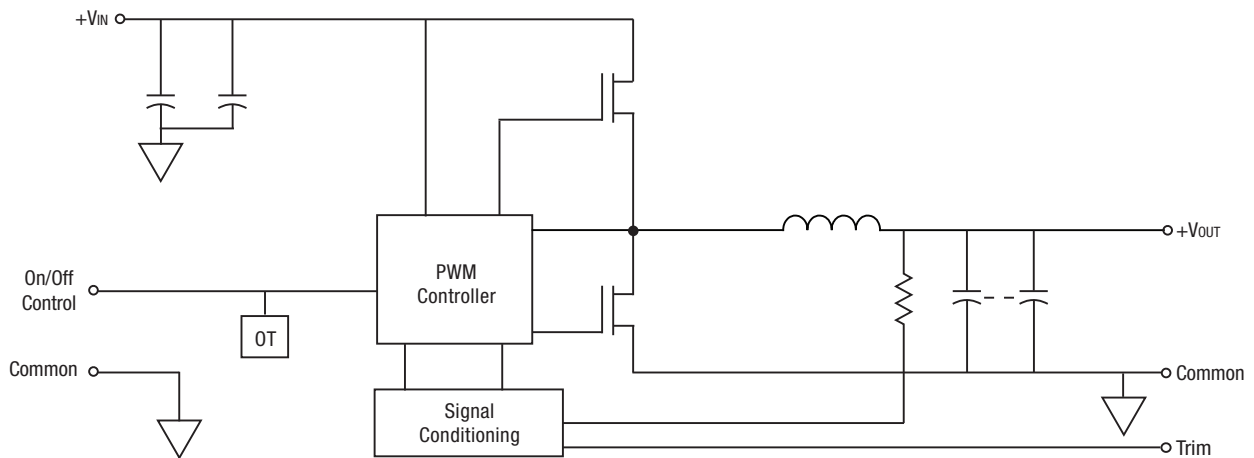 +VIN
+VOUT
On/Off
Control
PWM
Controller
OT
Common
Common
Signal
Conditioning
Trim